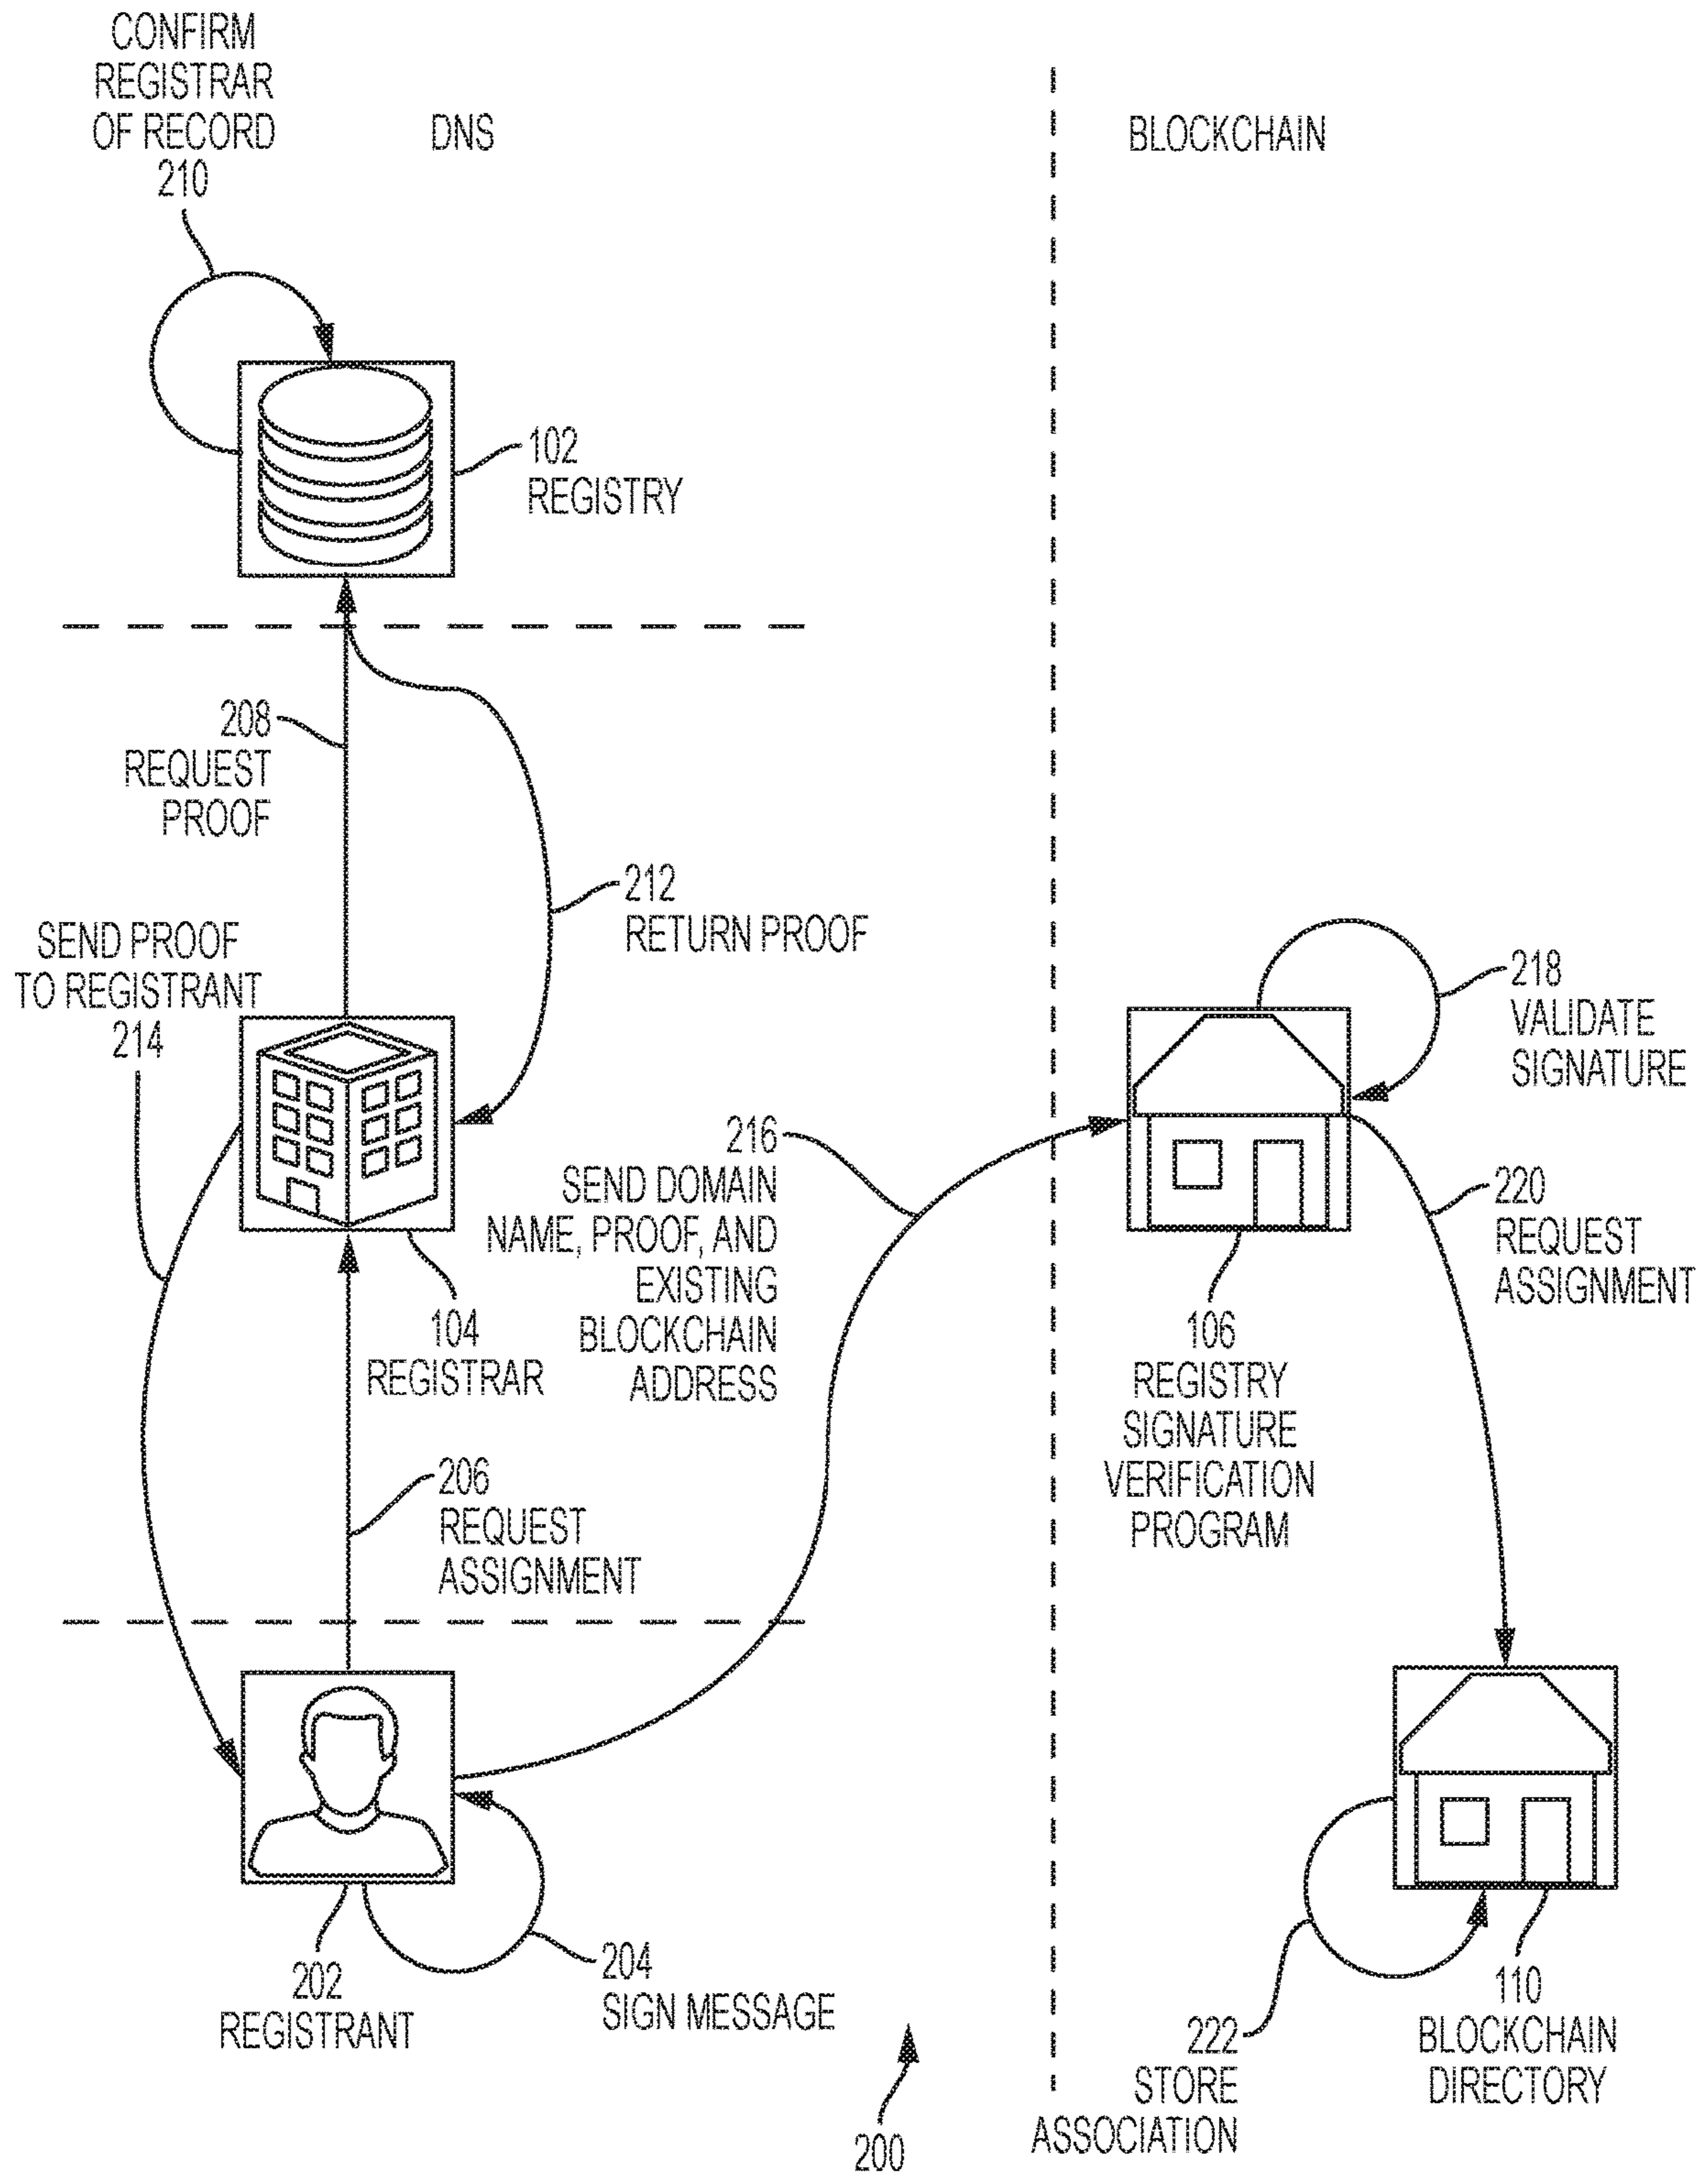 CONFIRM
REGISTRAR
OF RECORD
210
DNS
BLOCKCHAIN
102
REGISTRY
208
REQUEST
PROOF
212
RETURN PROOF
SEND PROOF
TO REGISTRANT
214
218
VALIDATE
SIGNATURE
216
SEND DOMAIN
NAME, PROOF, AND
EXISTING
BLOCKCHAIN
ADDRESS
220
REQUEST
ASSIGNMENT
104
REGISTRAR
106
REGISTRY
SIGNATURE
VERIFICATION
PROGRAM
206
REQUEST
ASSIGNMENT
202
REGISTRANT
204
SIGN MESSAGE
110
BLOCKCHAIN
DIRECTORY
222
STORE
ASSOCIATION
200